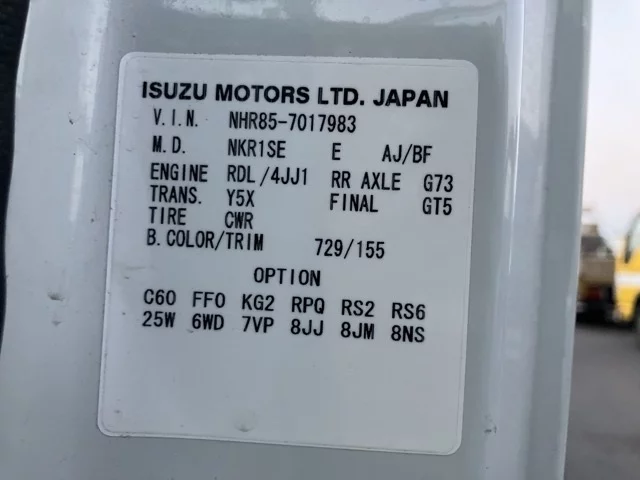 ISUZU MOTORS LTD. JAPAN
V.I.N. NHR85-7017983
M.D. NKR1SE E AJ/BF
ENGINE RDL/4JJ1 RR AXLE G73
TRANS. Y5X FINAL GT5
TIRE CWR
B.COLOR/TRIM 729/155
OPTION
C60 FF0 KG2 RPQ RS2 RS6
25W 6WD 7VP 8JJ 8JM 8NS